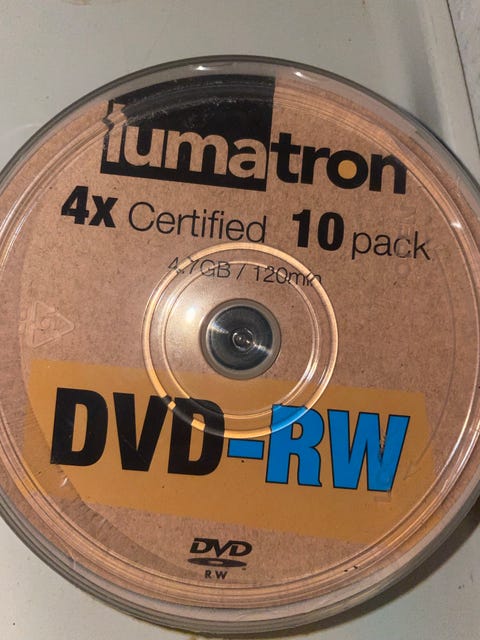 lumatron
4x Certified 10 pack
4.7GB / 120min
DVD-RW
DVD
RW